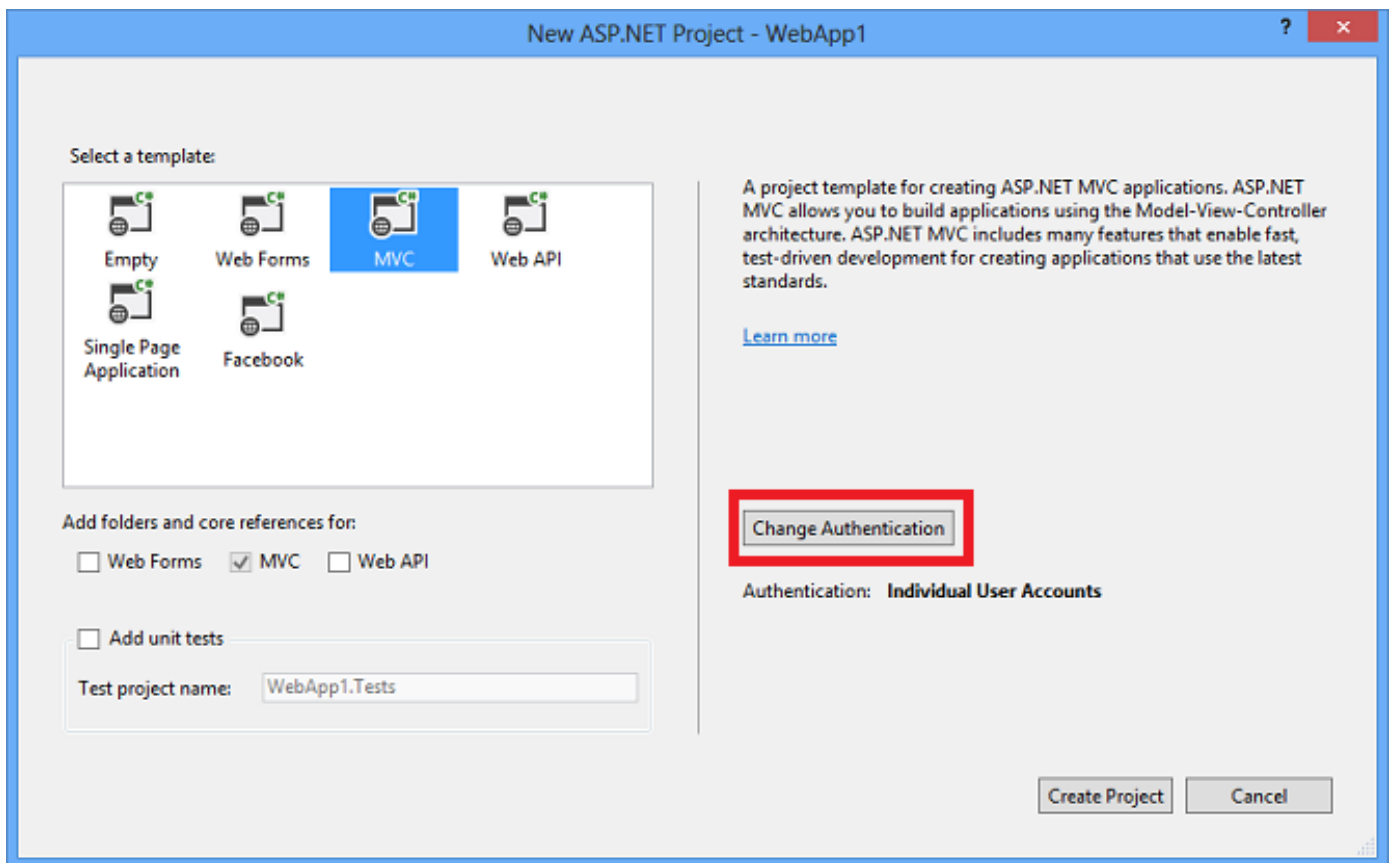 New ASP.NET Project - WebApp1
?
Select a template:
C#
C#
C#
C#
Empty
Web Forms
MVC
Web API
C#
C#
Single Page
Application
Facebook
A project template for creating ASP.NET MVC applications. ASP.NET
MVC allows you to build applications using the Model-View-Controller
architecture. ASP.NET MVC includes many features that enable fast,
test-driven development for creating applications that use the latest
standards.
Learn more
Add folders and core references for:
Web Forms
MVC
Web API
Change Authentication
Authentication: Individual User Accounts
Add unit tests
Test project name:
WebApp1.Tests
Create Project
Cancel